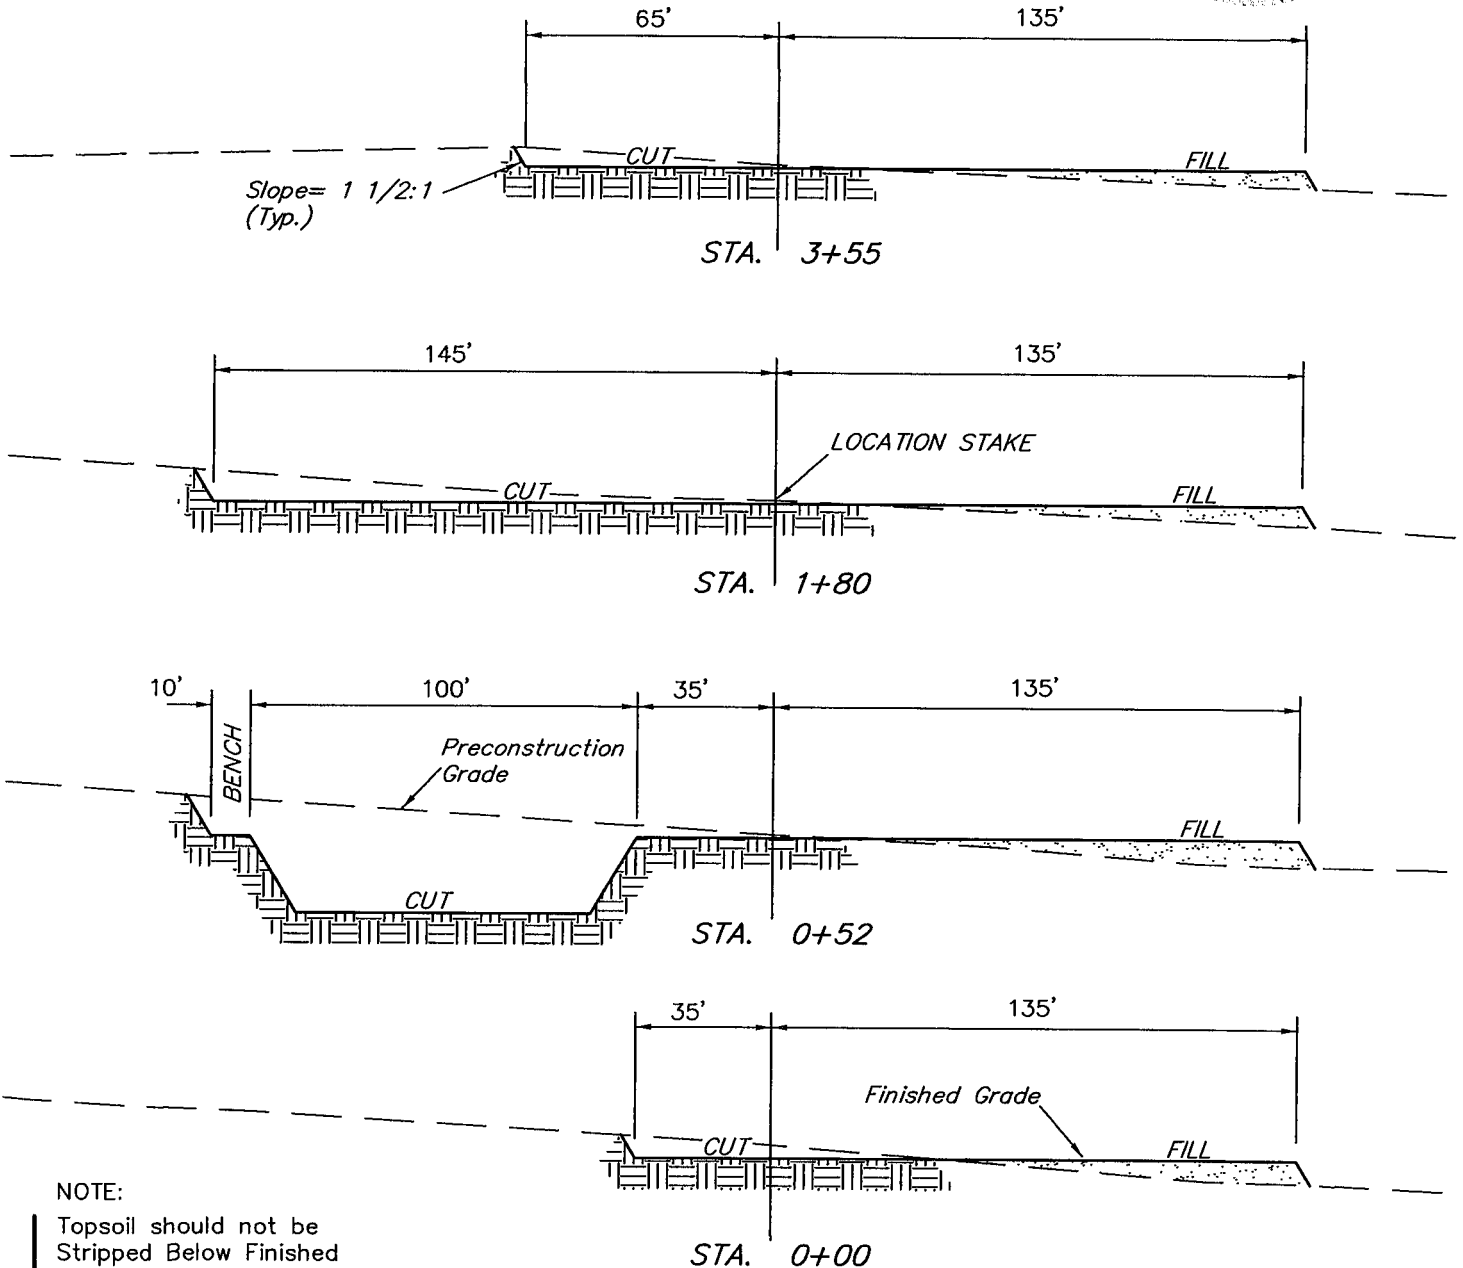 65' 135'
CUT FILL
Slope= 1 1/2:1
(Typ.)
STA. 3+55
145' 135'
LOCATION STAKE
CUT FILL
STA. 1+80
10' 100' 35' 135'
BENCH
Preconstruction
Grade
FILL
CUT
STA. 0+52
35' 135'
Finished Grade
CUT FILL
NOTE:
Topsoil should not be
Stripped Below Finished
STA. 0+00